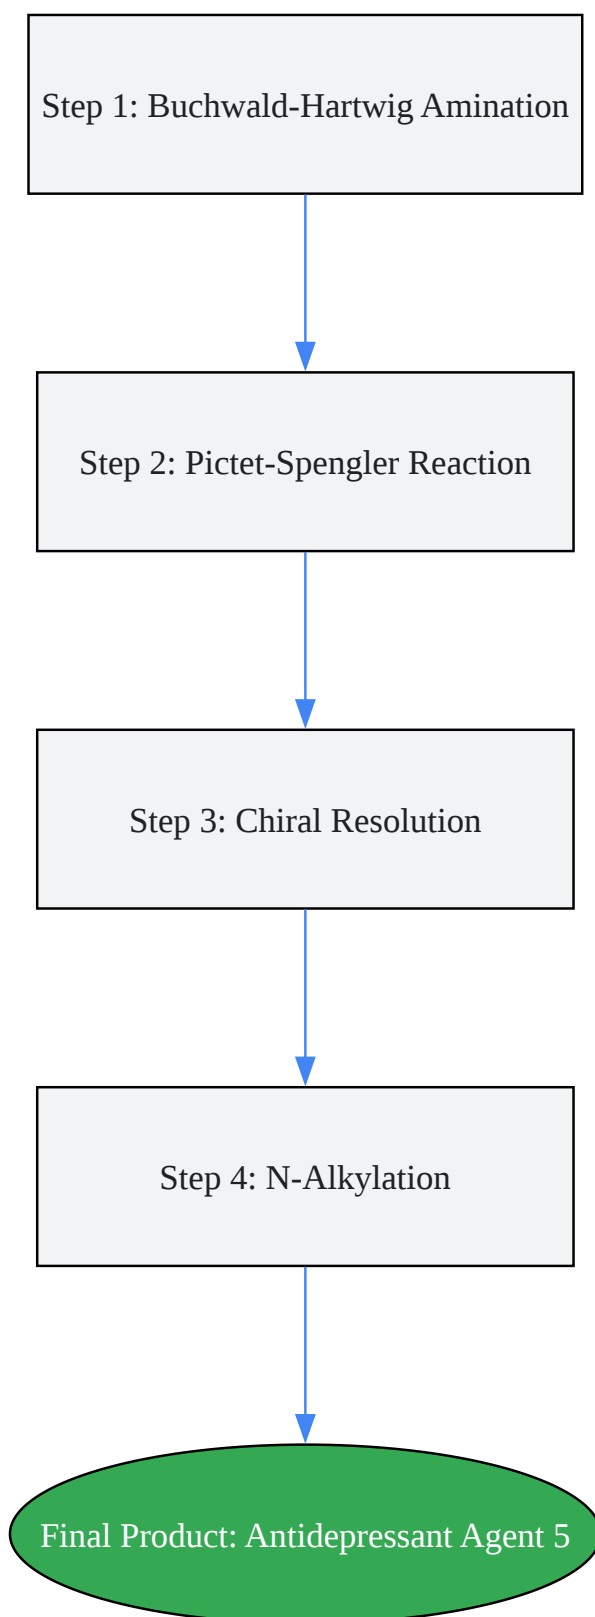 Step 1: Buchwald-Hartwig Amination
Step 2: Pictet-Spengler Reaction
Step 3: Chiral Resolution
Step 4: N-Alkylation
Final Product: Antidepressant Agent 5